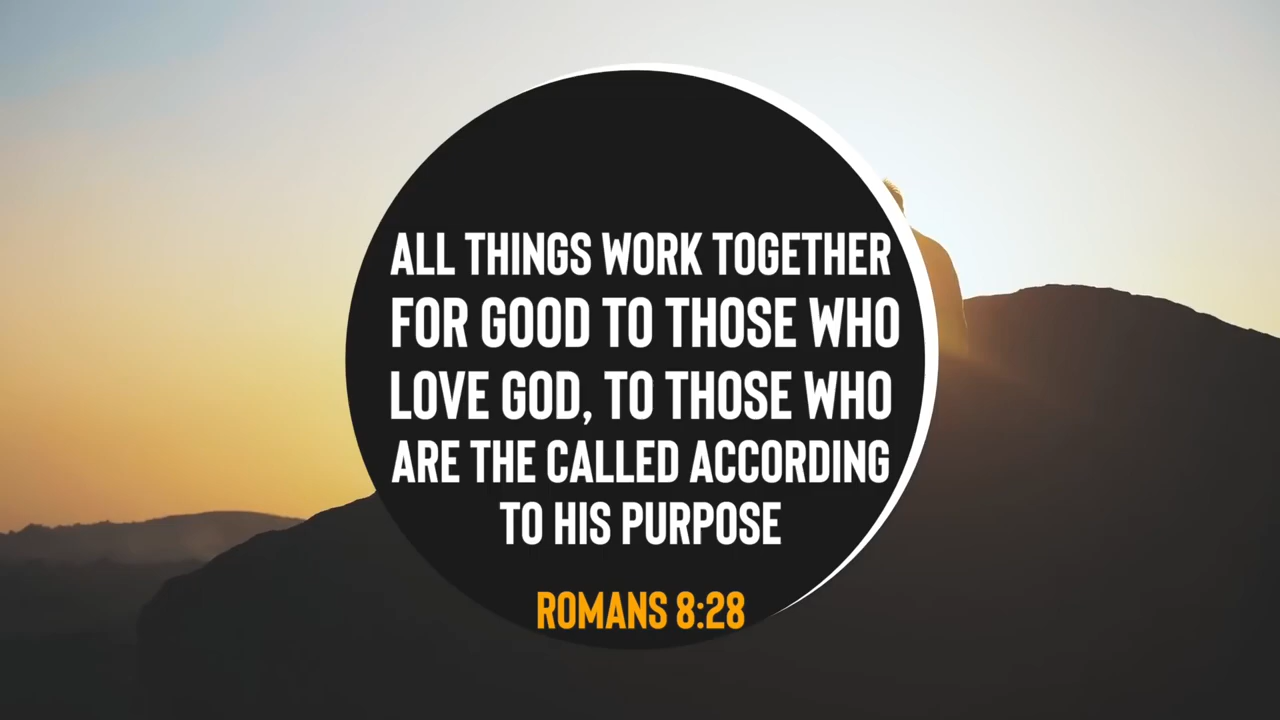 ALL THINGS WORK TOGETHER
FOR GOOD TO THOSE WHO
LOVE GOD, TO THOSE WHO
ARE THE CALLED ACCORDING
TO HIS PURPOSE
ROMANS 8:28